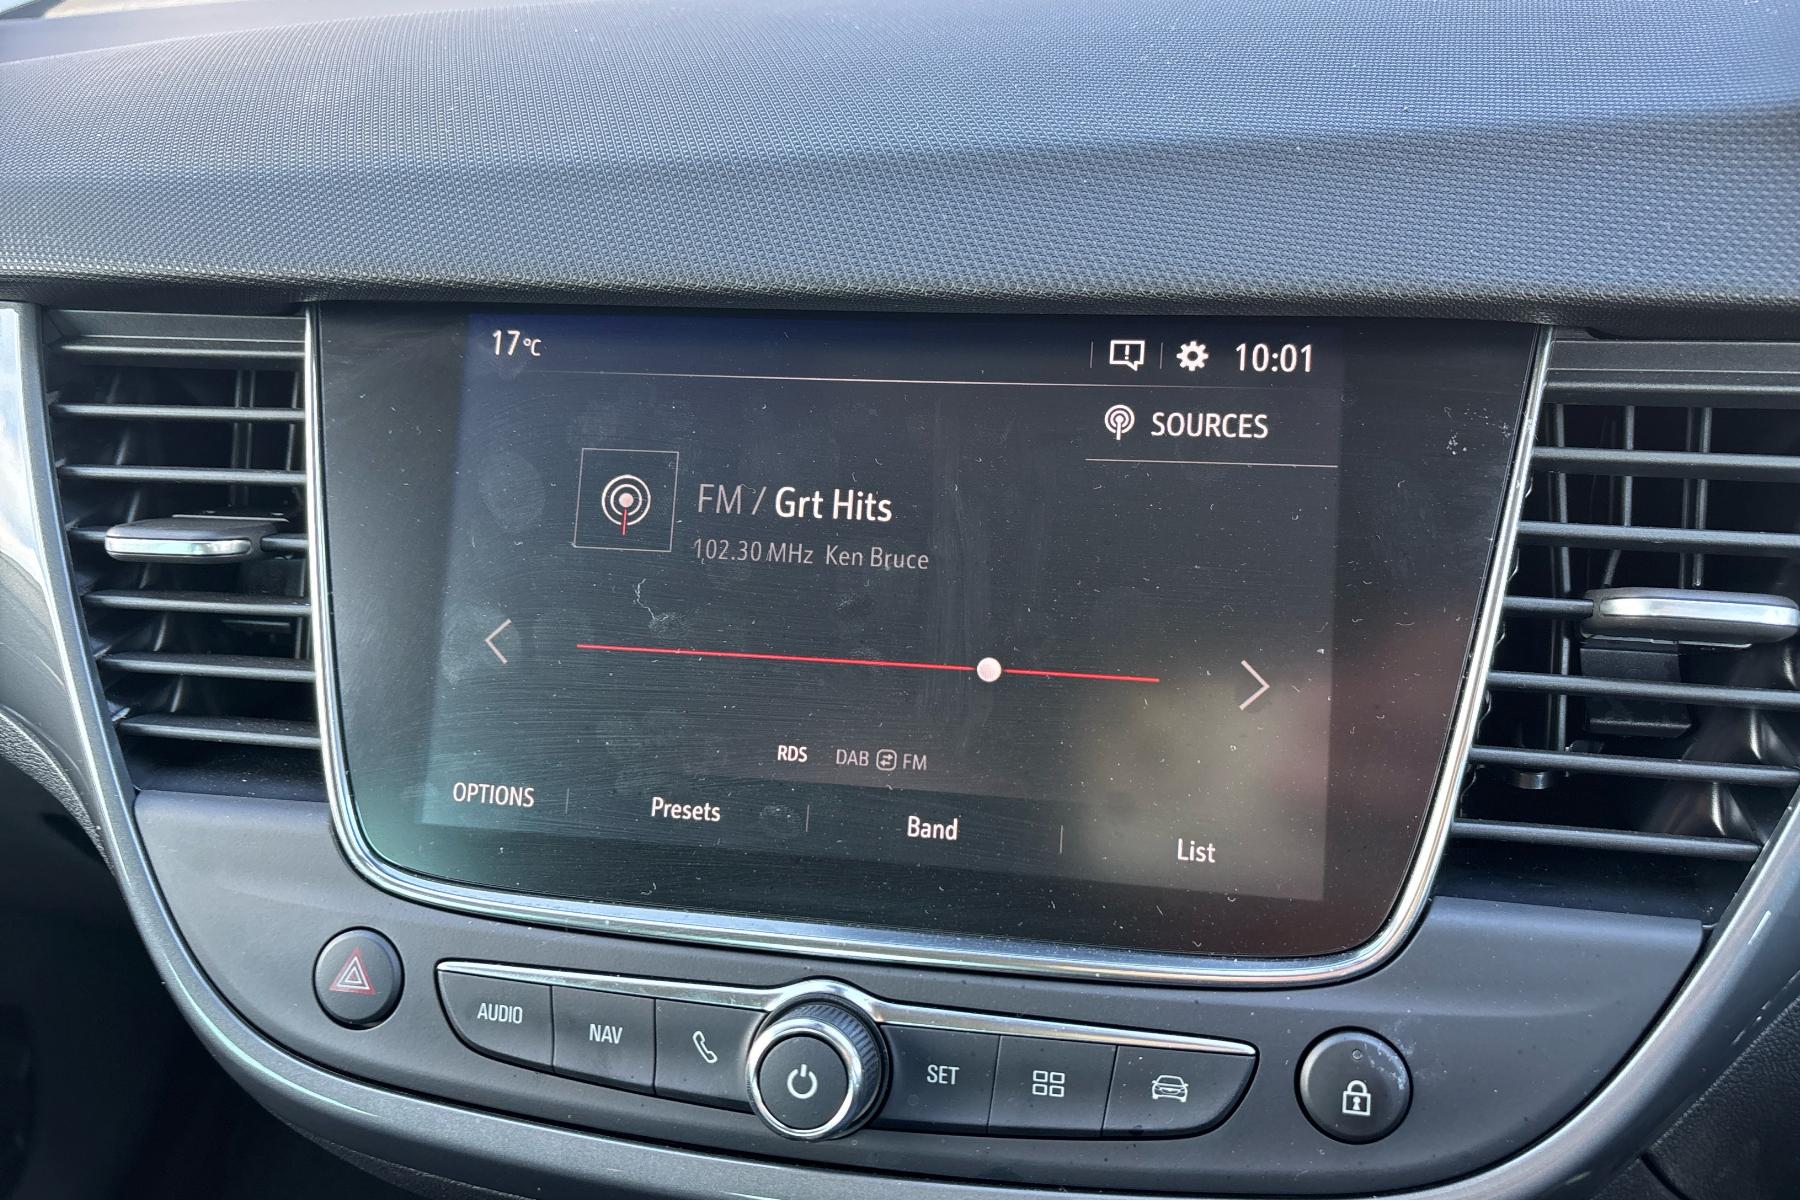 17°C
10:01
SOURCES
FM / Grt Hits
102.30 MHz Ken Bruce
RDS DAB FM
OPTIONS Presets Band List
AUDIO NAV SET